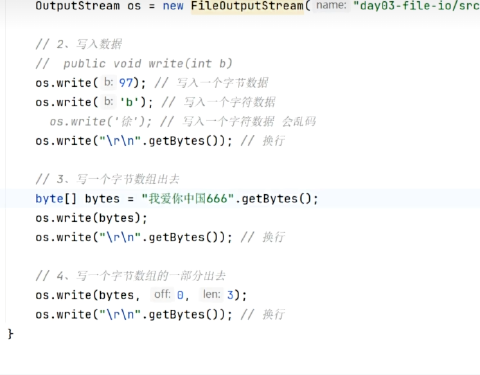 OutputStream os = new FileOutputStream( name: "day03-file-io/src
// 2、写入数据
//  public void write(int b)
os.write( b: 97); // 写入一个字节数据
os.write( b: 'b'); // 写入一个字符数据
os.write('徐'); // 写入一个字符数据 会乱码
os.write("\r\n".getBytes()); // 换行
// 3、写一个字节数组出去
byte[] bytes = "我爱你中国666".getBytes();
os.write(bytes);
os.write("\r\n".getBytes()); // 换行
// 4、写一个字节数组的一部分出去
os.write(bytes, off: 0, len: 3);
os.write("\r\n".getBytes()); // 换行
}